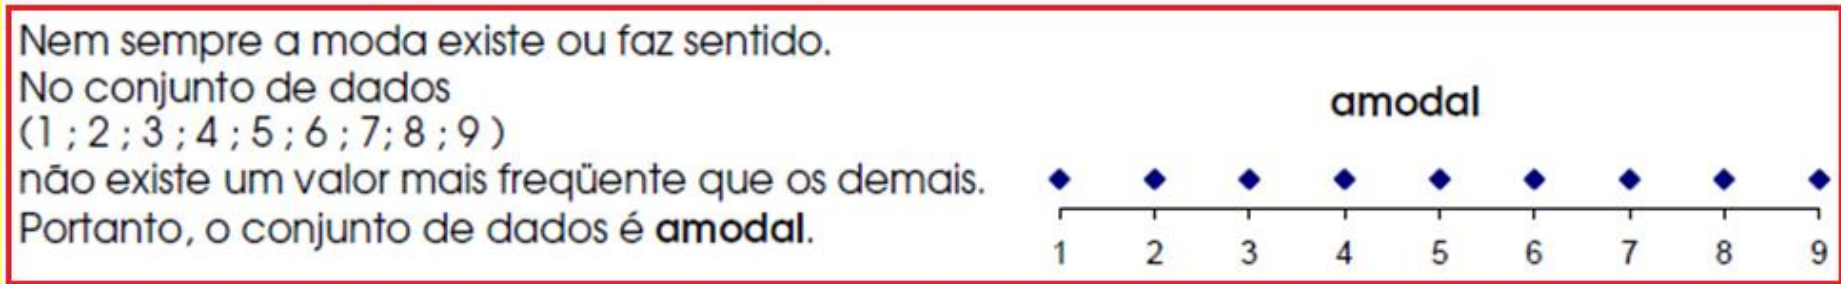 Nem sempre a moda existe ou faz sentido.
No conjunto de dados
(1 ; 2 ; 3 ; 4 ; 5 ; 6 ; 7; 8 ; 9 )
não existe um valor mais freqüente que os demais.
Portanto, o conjunto de dados é amodal.
amodal
1 2 3 4 5 6 7 8 9